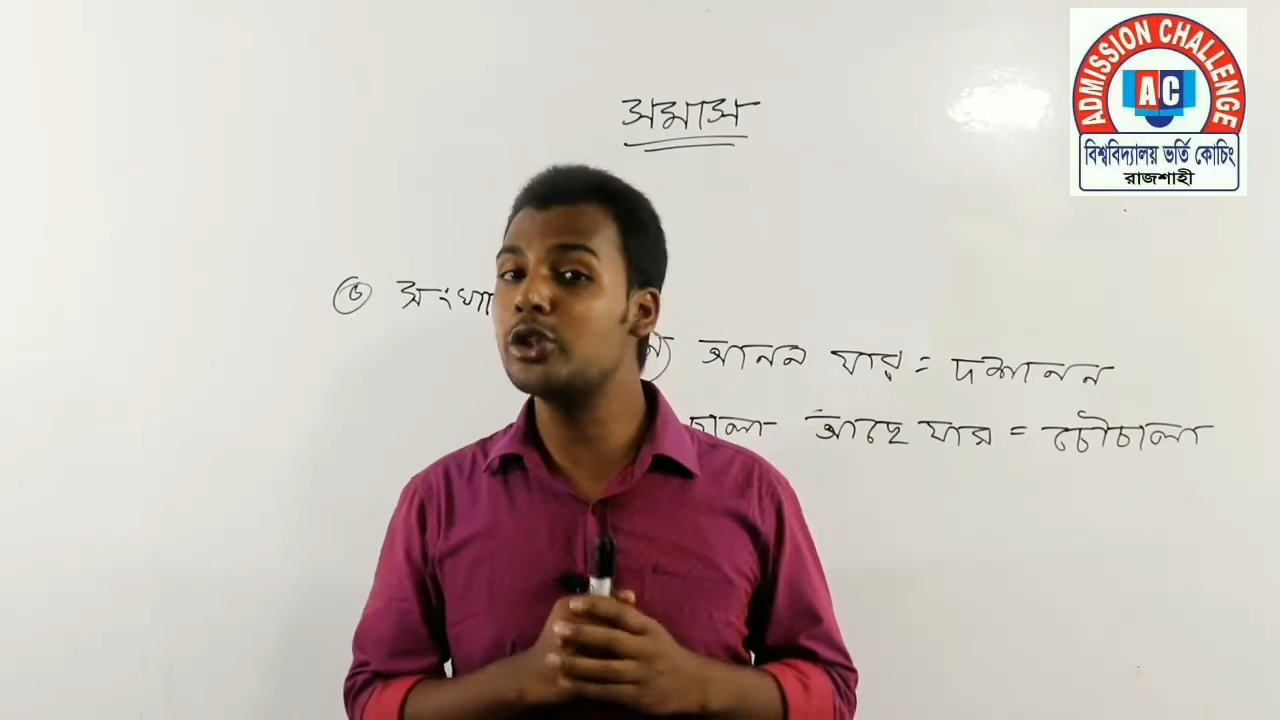 ADMISSION CHALLENGE
AC
বিশ্ববিদ্যালয় ভর্তি কোচিং
রাজশাহী
সমাস
আনন যার = দশানন
চালা আছে যার = চৌচালা